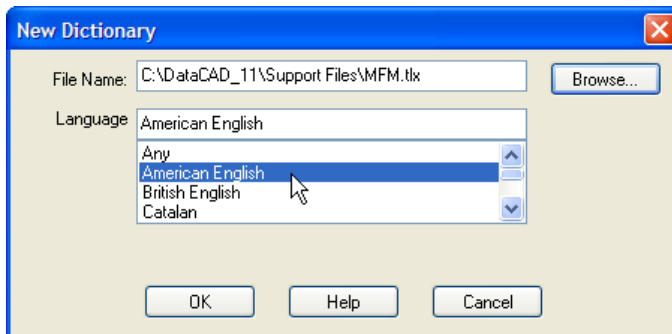 New Dictionary
File Name: C:\DataCAD_11\Support Files\MFM.tlx Browse...
Language American English
Any
American English
British English
Catalan
OK Help Cancel